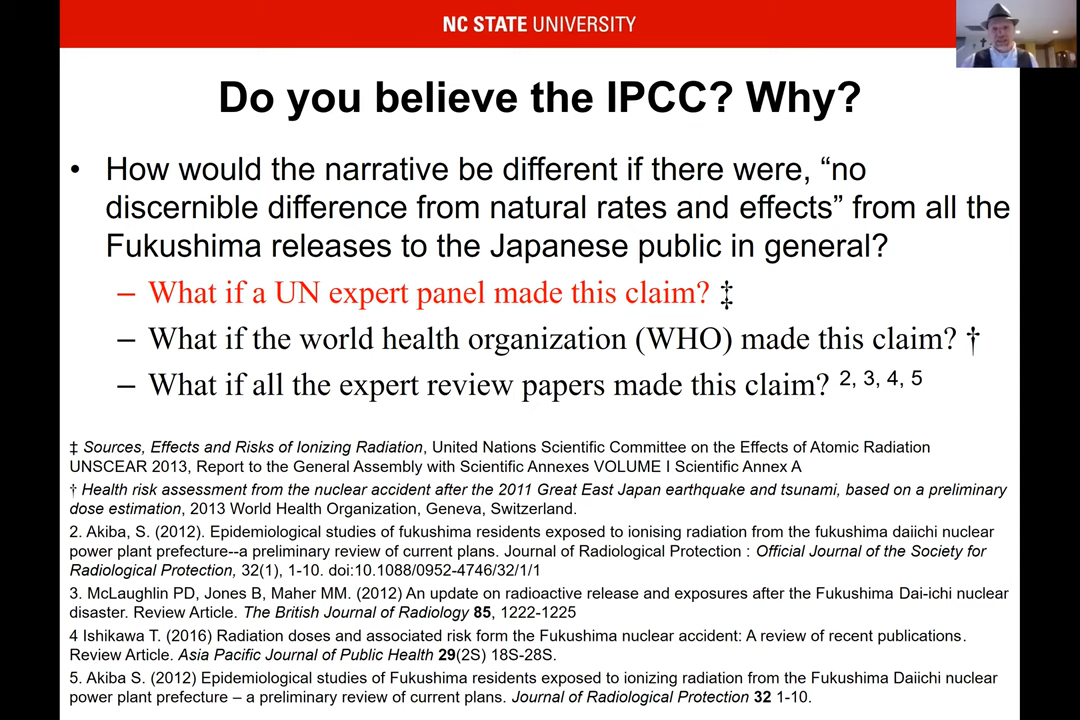 NC STATE UNIVERSITY
Do you believe the IPCC? Why?
• How would the narrative be different if there were, “no
discernible difference from natural rates and effects” from all the
Fukushima releases to the Japanese public in general?
– What if a UN expert panel made this claim? ‡
– What if the world health organization (WHO) made this claim? †
– What if all the expert review papers made this claim? 2, 3, 4, 5
‡ Sources, Effects and Risks of Ionizing Radiation, United Nations Scientific Committee on the Effects of Atomic Radiation
UNSCEAR 2013, Report to the General Assembly with Scientific Annexes VOLUME I Scientific Annex A
† Health risk assessment from the nuclear accident after the 2011 Great East Japan earthquake and tsunami, based on a preliminary
dose estimation, 2013 World Health Organization, Geneva, Switzerland.
2. Akiba, S. (2012). Epidemiological studies of fukushima residents exposed to ionising radiation from the fukushima daiichi nuclear
power plant prefecture--a preliminary review of current plans. Journal of Radiological Protection : Official Journal of the Society for
Radiological Protection, 32(1), 1-10. doi:10.1088/0952-4746/32/1/1
3. McLaughlin PD, Jones B, Maher MM. (2012) An update on radioactive release and exposures after the Fukushima Dai-ichi nuclear
disaster. Review Article. The British Journal of Radiology 85, 1222-1225
4 Ishikawa T. (2016) Radiation doses and associated risk form the Fukushima nuclear accident: A review of recent publications.
Review Article. Asia Pacific Journal of Public Health 29(2S) 18S-28S.
5. Akiba S. (2012) Epidemiological studies of Fukushima residents exposed to ionizing radiation from the Fukushima Daiichi nuclear
power plant prefecture – a preliminary review of current plans. Journal of Radiological Protection 32 1-10.